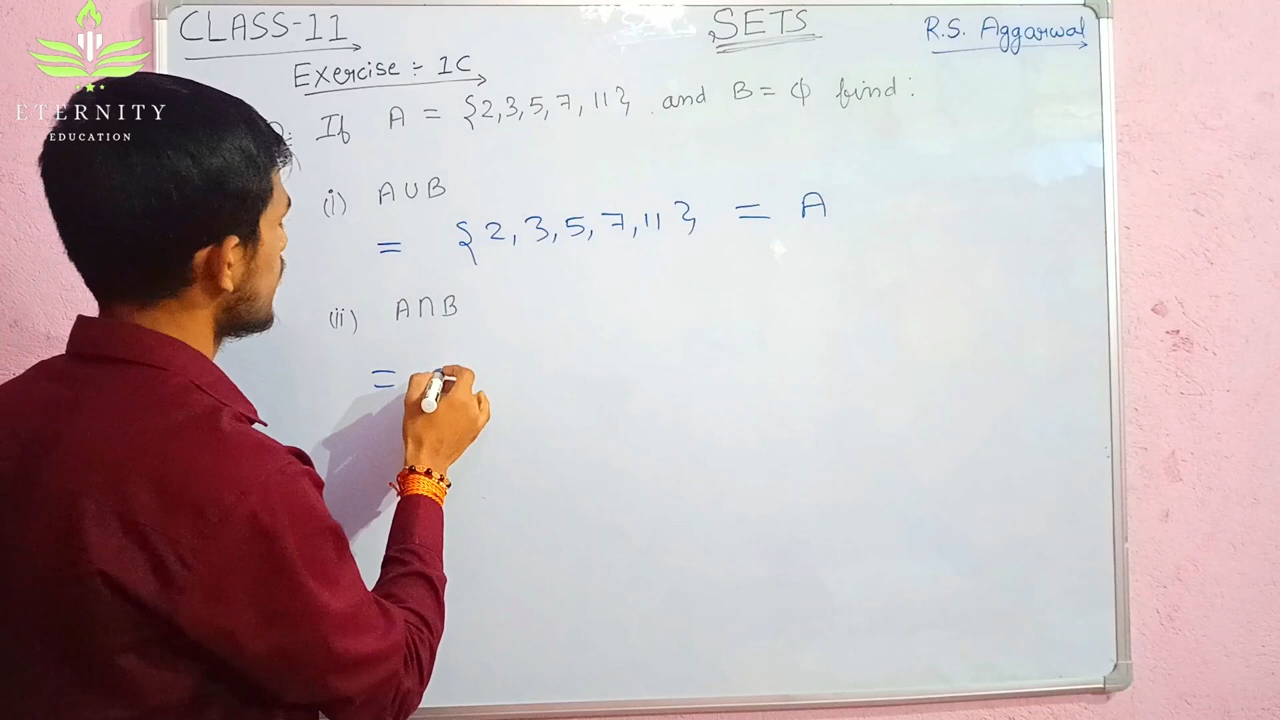 CLASS-11 SETS R.S. Aggarwal
Exercise :- 1C
ETERNITY
EDUCATION
If A = {2,3,5,7,11} and B = ϕ find :
(i) A∪B
= {2,3,5,7,11} = A
(ii) A∩B
=